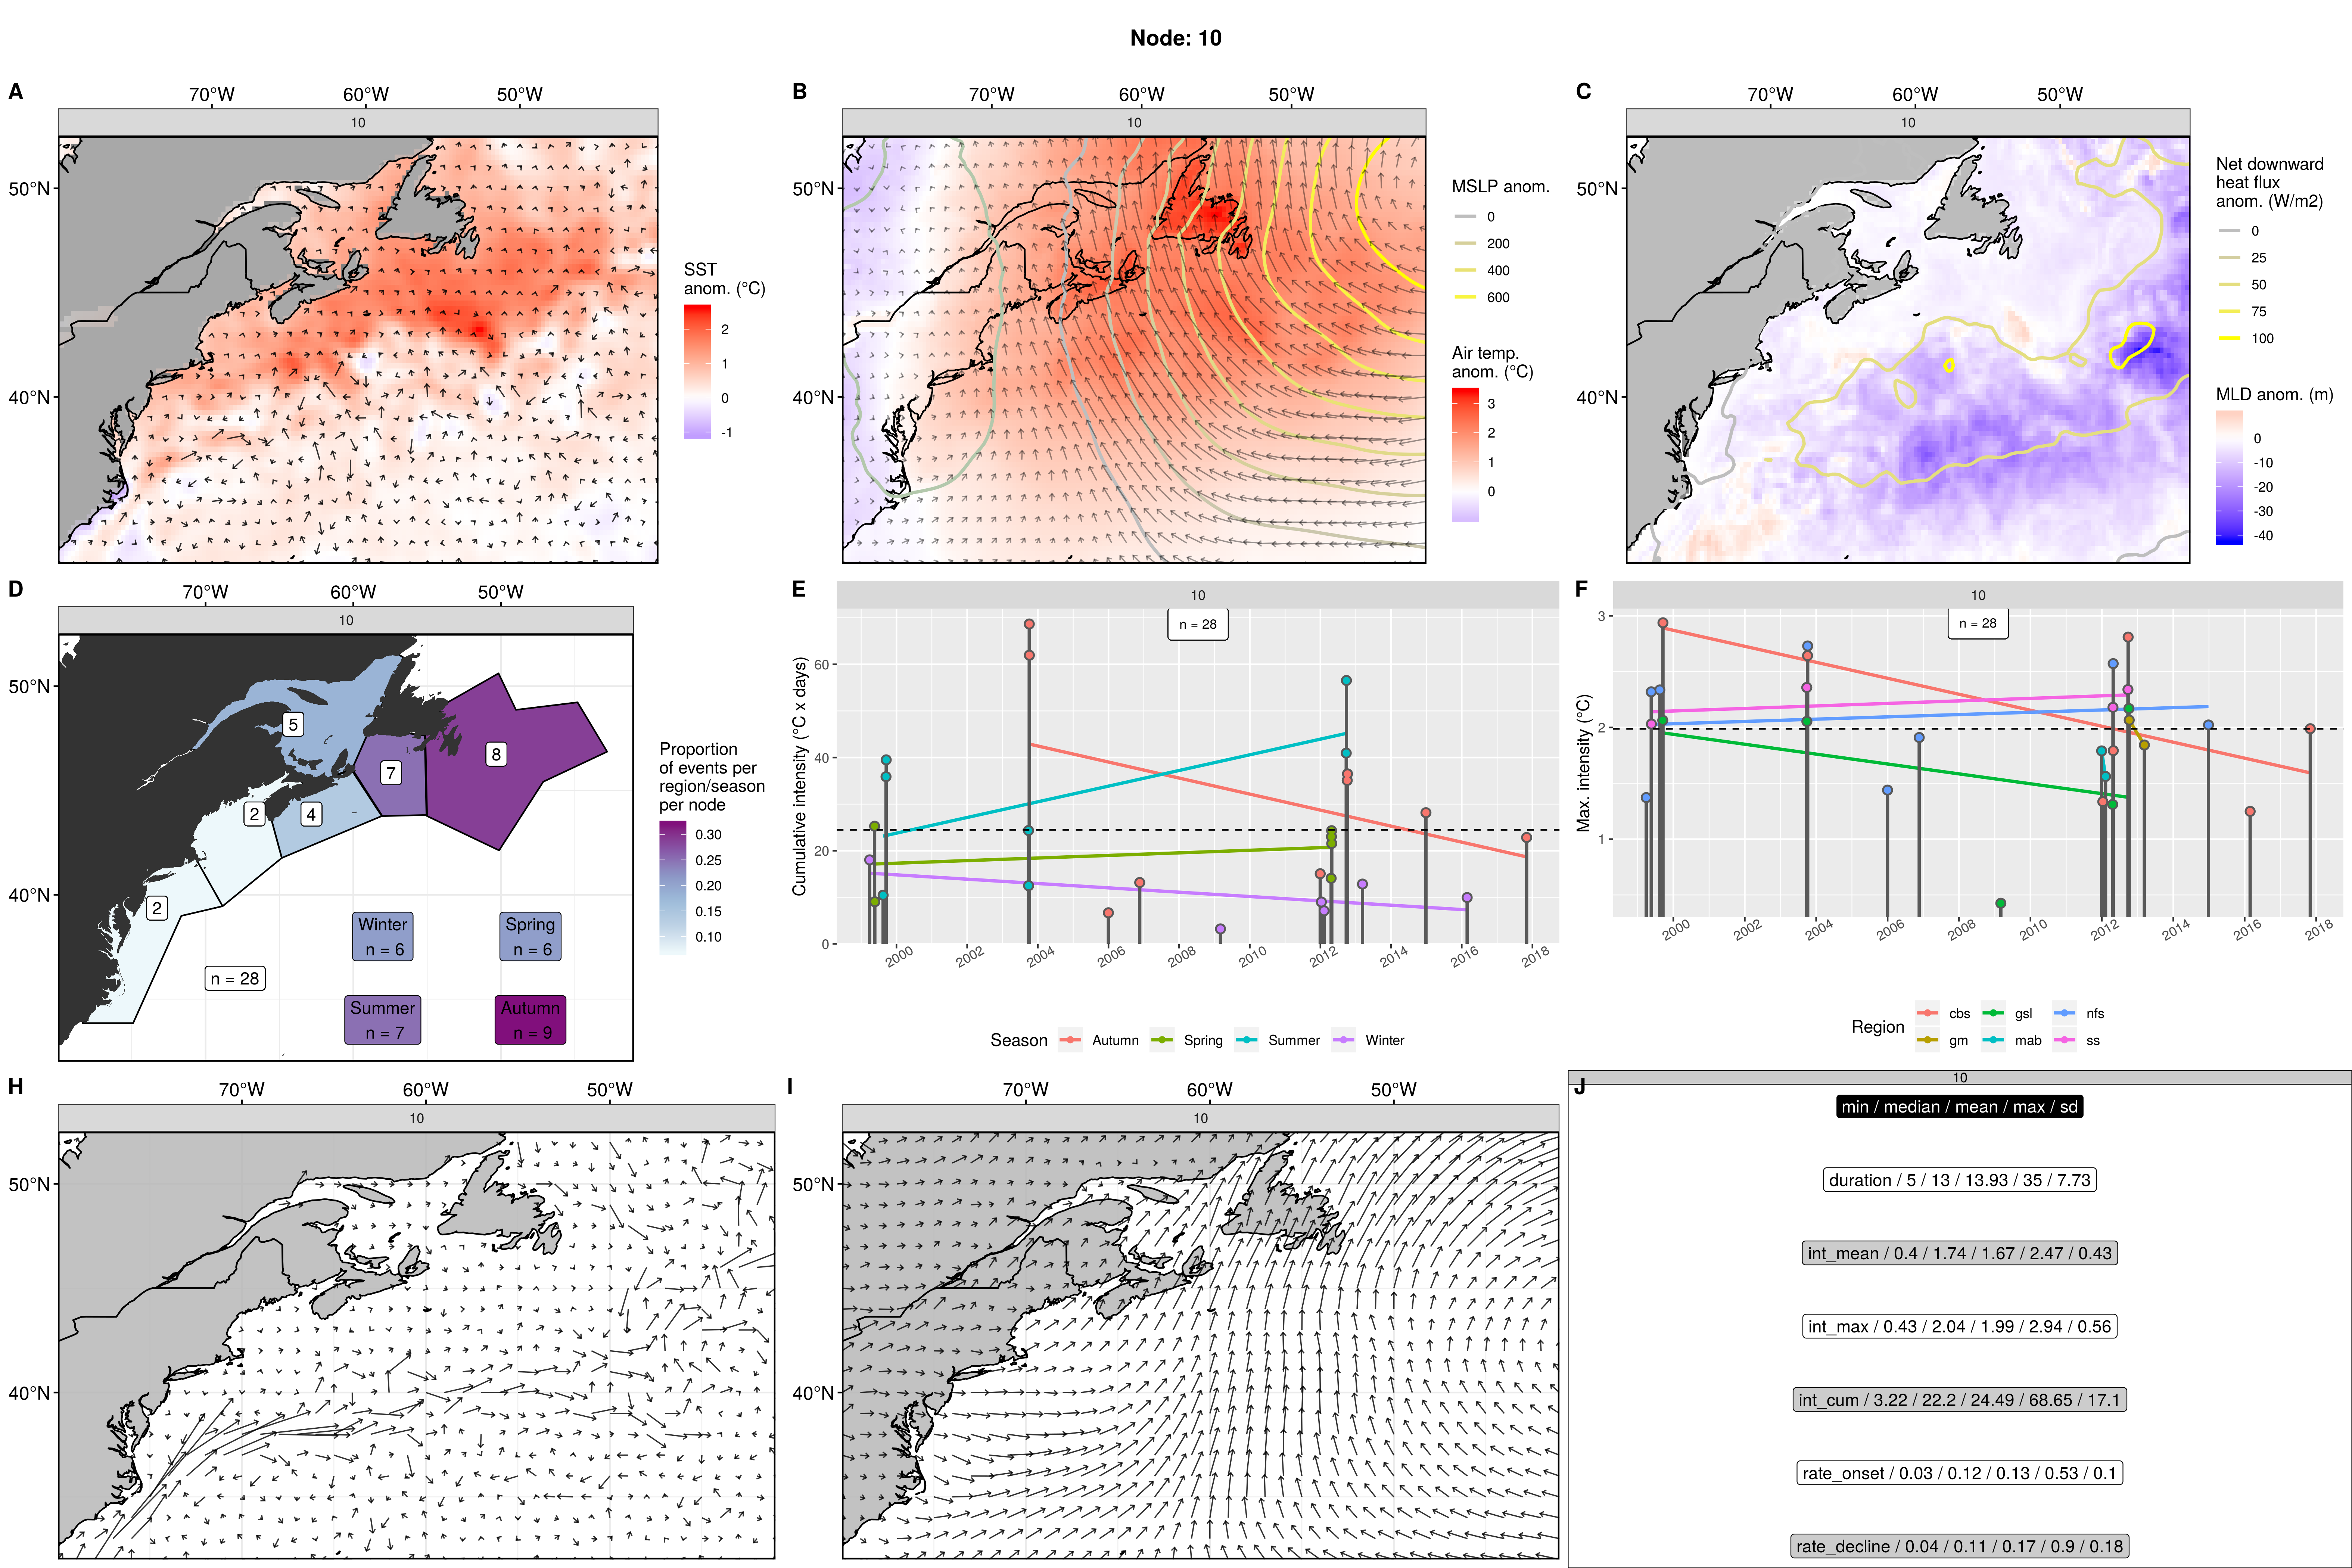 Node: 10
A
70°W 60°W 50°W
10
50°N
40°N
SST
anom. (°C)
2
1
0
-1
B
70°W 60°W 50°W
10
50°N
40°N
MSLP anom.
0
200
400
600
Air temp.
anom. (°C)
3
2
1
0
C
70°W 60°W 50°W
10
50°N
40°N
Net downward
heat flux
anom. (W/m2)
0
25
50
75
100
MLD anom. (m)
0
-10
-20
-30
-40
D
70°W 60°W 50°W
10
50°N
40°N
5
7
8
2
4
2
n = 28
Winter
n = 6
Spring
n = 6
Summer
n = 7
Autumn
n = 9
Proportion
of events per
region/season
per node
0.30
0.25
0.20
0.15
0.10
E
10
n = 28
Cumulative intensity (°C x days)
60
40
20
0
2000 2002 2004 2006 2008 2010 2012 2014 2016 2018
Season Autumn Spring Summer Winter
F
10
n = 28
Max. intensity (°C)
3
2
1
2000 2002 2004 2006 2008 2010 2012 2014 2016 2018
Region
cbs gsl nfs
gm mab ss
H
70°W 60°W 50°W
10
50°N
40°N
I
70°W 60°W 50°W
10
50°N
40°N
J
10
min / median / mean / max / sd
duration / 5 / 13 / 13.93 / 35 / 7.73
int_mean / 0.4 / 1.74 / 1.67 / 2.47 / 0.43
int_max / 0.43 / 2.04 / 1.99 / 2.94 / 0.56
int_cum / 3.22 / 22.2 / 24.49 / 68.65 / 17.1
rate_onset / 0.03 / 0.12 / 0.13 / 0.53 / 0.1
rate_decline / 0.04 / 0.11 / 0.17 / 0.9 / 0.18